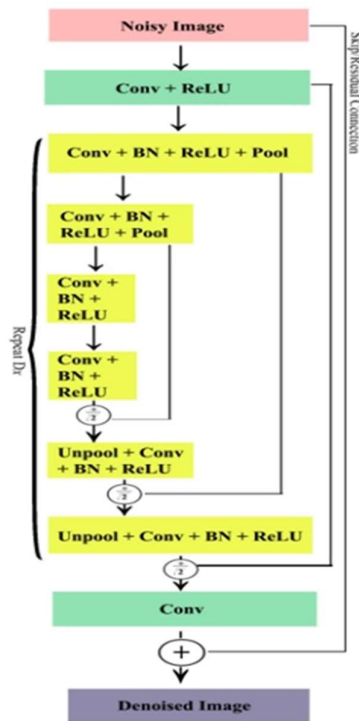 Noisy Image
Skip/Residual Connection
Conv + ReLU
Conv + BN + ReLU + Pool
Conv + BN +
ReLU + Pool
Conv +
BN +
ReLU
Repeat Dr
Conv +
BN +
ReLU
Unpool + Conv
+ BN + ReLU
Unpool + Conv + BN + ReLU
Conv
+
Denoised Image